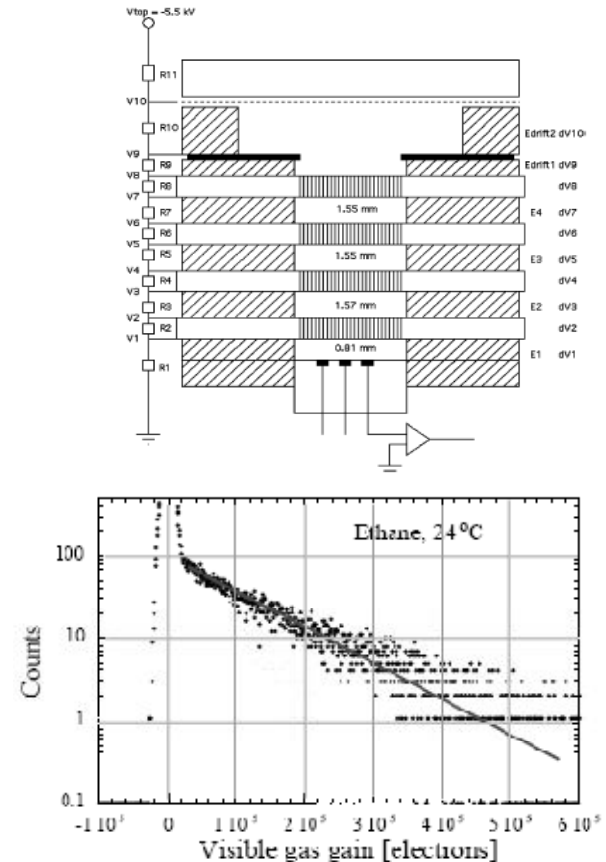 Vtop = -5.5 kV
R11
V10
R10
Edrift2 dV10
V9
R9
Edrift1 dV9
V8
R8
dV8
V7
R7
1.55 mm
E4 dV7
V6
R6
dV6
V5
R5
1.55 mm
E3 dV5
V4
R4
dV4
V3
R3
1.57 mm
E2 dV3
V2
R2
dV2
V1
0.81 mm
E1 dV1
R1
Ethane, 24 °C
100
10
1
0.1
Counts
-1 10⁵ 0 1 10⁵ 2 10⁵ 3 10⁵ 4 10⁵ 5 10⁵ 6 10⁵
Visible gas gain [electrons]